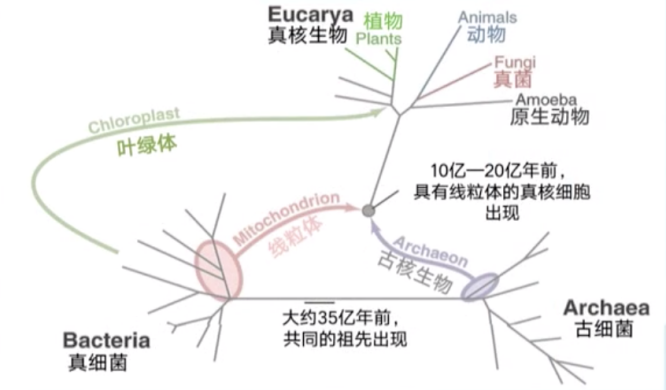 Eucarya
真核生物
植物
Plants
Animals
动物
Fungi
真菌
Amoeba
原生动物
Chloroplast
叶绿体
10亿—20亿年前，
具有线粒体的真核细胞
出现
Mitochondrion
线粒体
Archaeon
古核生物
大约35亿年前，
共同的祖先出现
Bacteria
真细菌
Archaea
古细菌